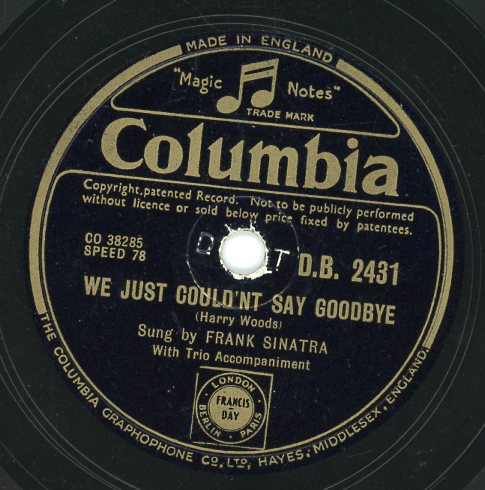 MADE IN ENGLAND
"Magic Notes"
TRADE MARK
Columbia
Copyright, patented Record. Not to be publicly performed
without licence or sold below price fixed by patentees.
CO 38285
SPEED 78
D.B. 2431
WE JUST COULD'NT SAY GOODBYE
(Harry Woods)
Sung by FRANK SINATRA
With Trio Accompaniment
LONDON
FRANCIS
&
DAY
BERLIN · PARIS
THE COLUMBIA GRAPHOPHONE CO, LTD, HAYES, MIDDLESEX, ENGLAND.